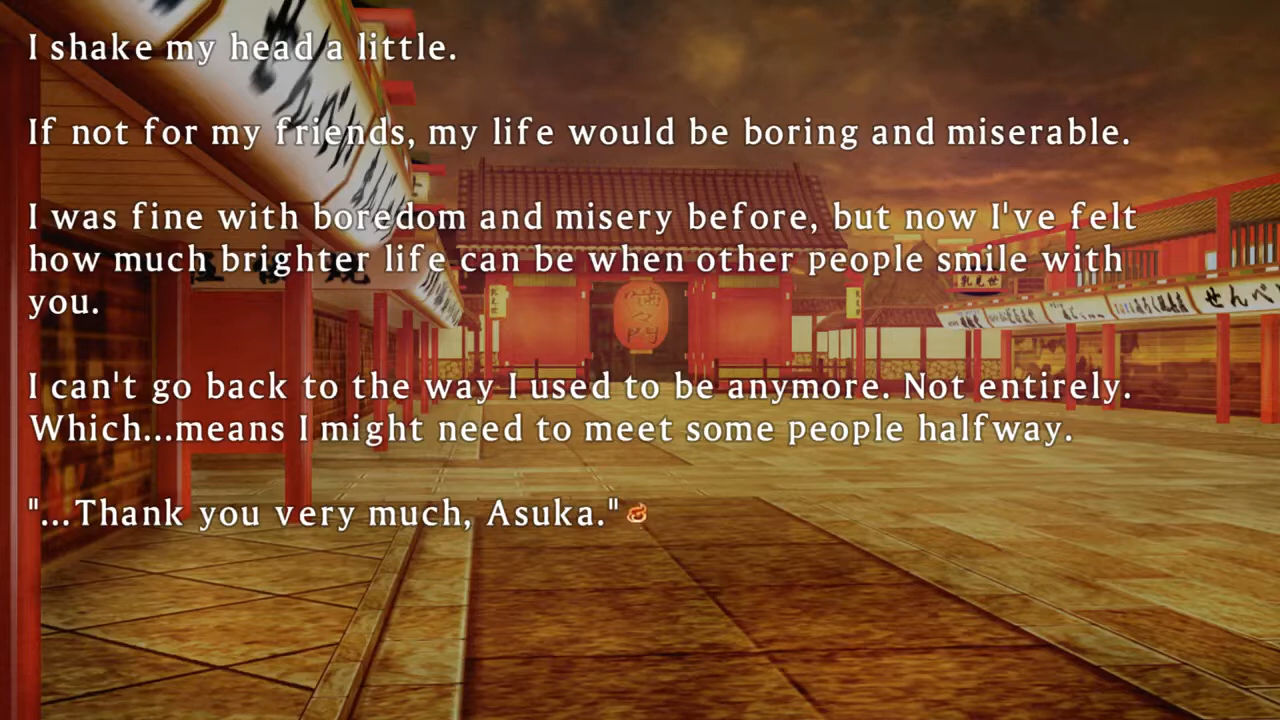 I shake my head a little.
If not for my friends, my life would be boring and miserable.
I was fine with boredom and misery before, but now I've felt
how much brighter life can be when other people smile with
you.
I can't go back to the way I used to be anymore. Not entirely.
Which...means I might need to meet some people halfway.
"...Thank you very much, Asuka."
せんべ